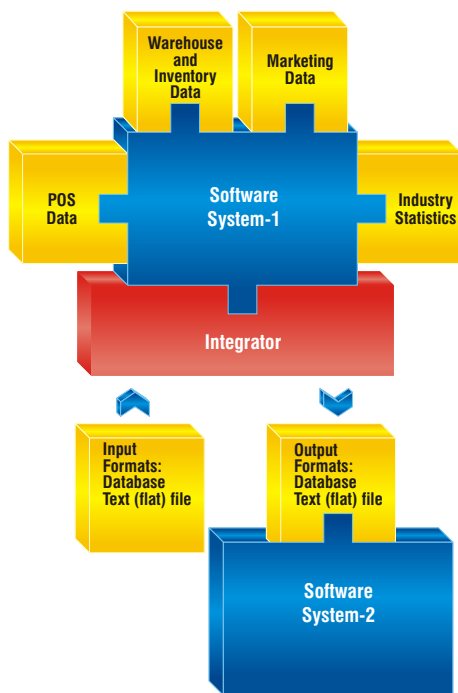 Warehouse
and
Inventory
Data
Marketing
Data
POS
Data
Software
System-1
Industry
Statistics
Integrator
Input
Formats:
Database
Text (flat) file
Output
Formats:
Database
Text (flat) file
Software
System-2